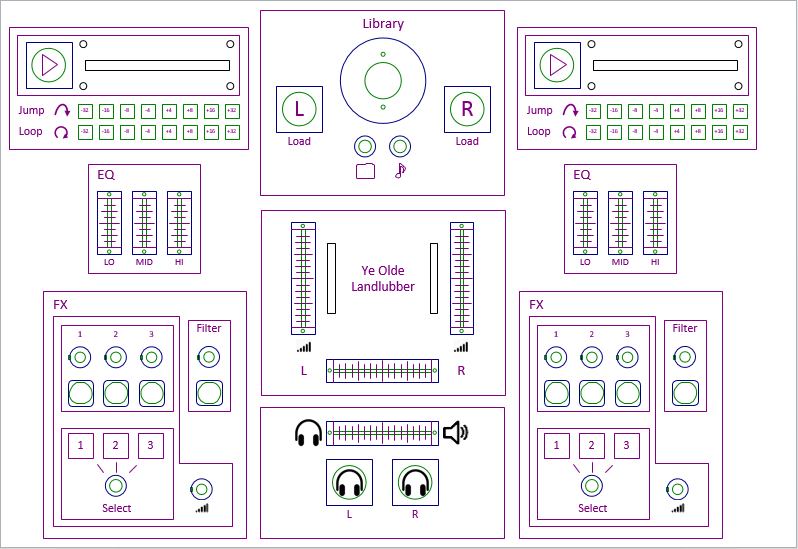 Library
L
R
Load
Load
Jump
-32 -16 -8 -4 +4 +8 +16 +32
Loop
-32 -16 -8 -4 +4 +8 +16 +32
Jump
-32 -16 -8 -4 +4 +8 +16 +32
Loop
-32 -16 -8 -4 +4 +8 +16 +32
EQ
LO MID HI
EQ
LO MID HI
Ye Olde
Landlubber
L
R
FX
1 2 3
Filter
1 2 3
Select
L
R
FX
1 2 3
Filter
1 2 3
Select